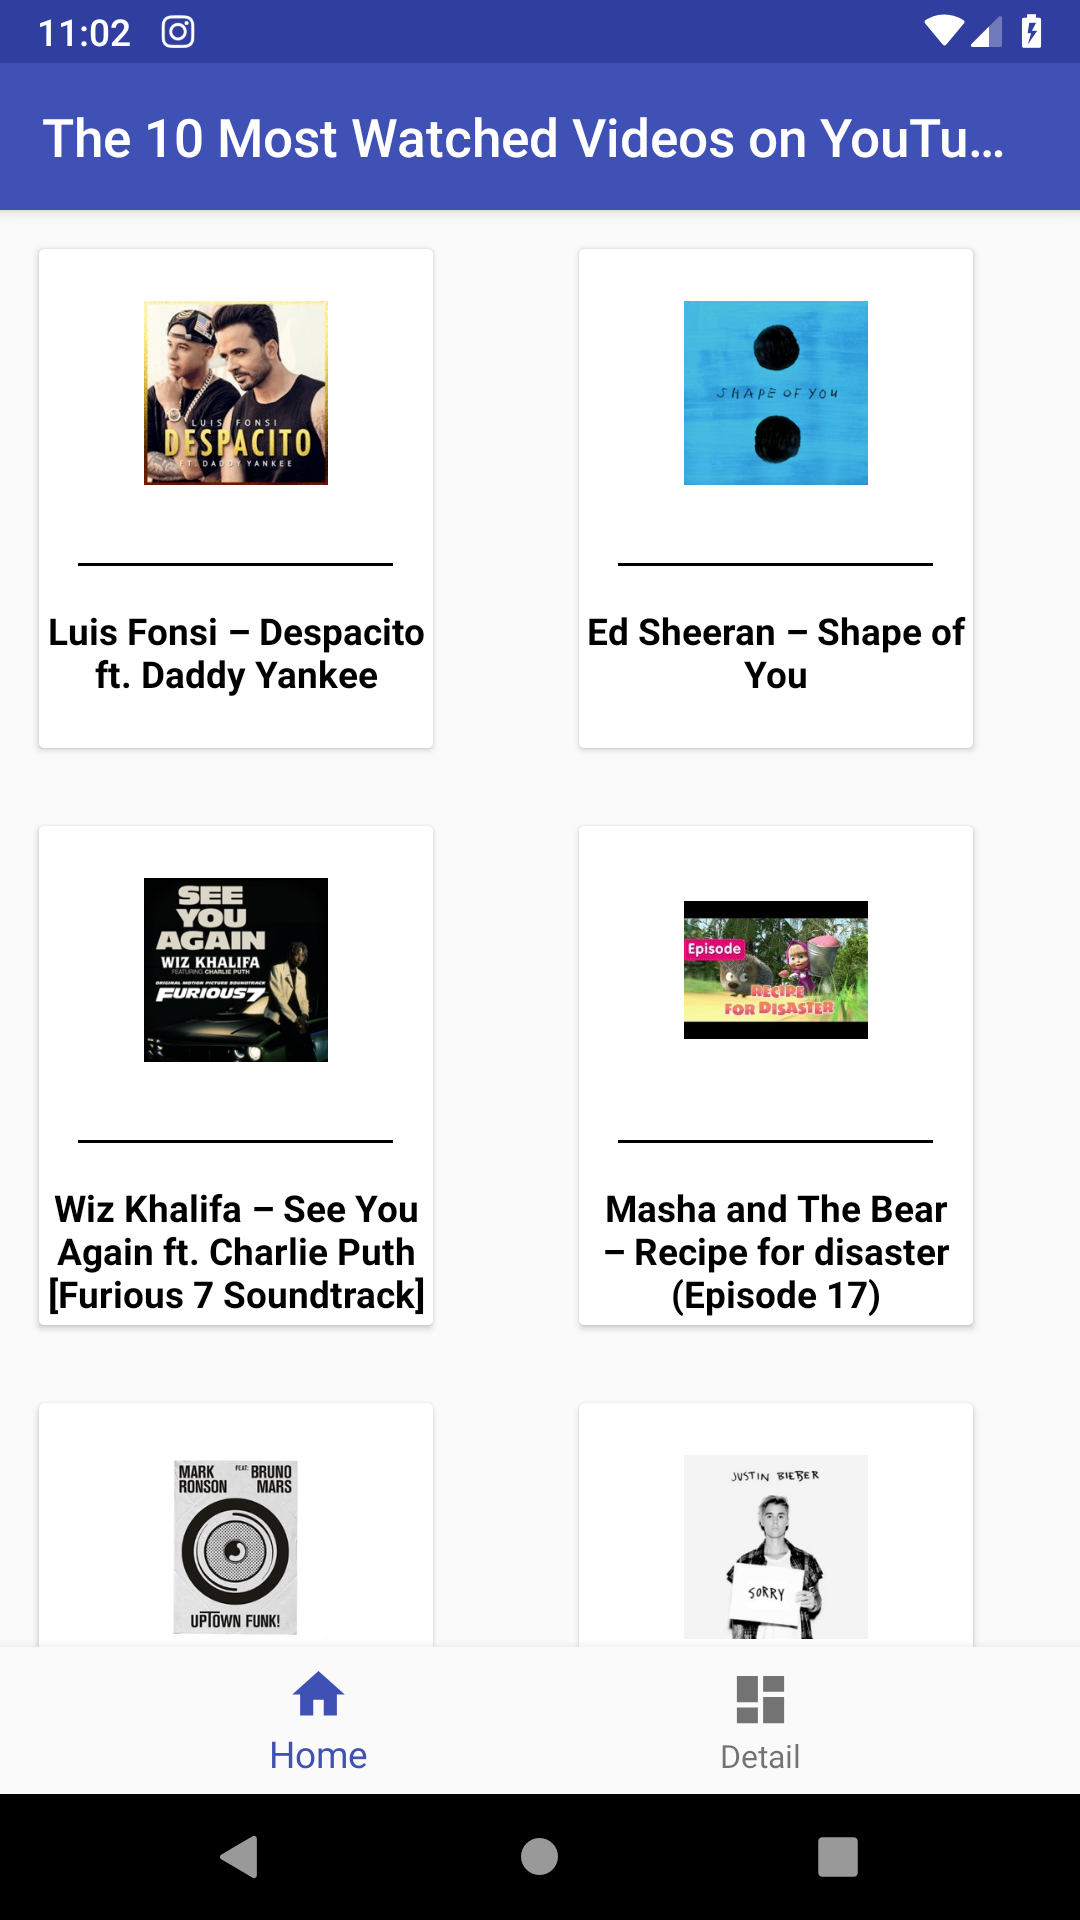 11:02
The 10 Most Watched Videos on YouTu...
LUIS FONSI
DESPACITO
FT. DADDY YANKEE
Luis Fonsi – Despacito
ft. Daddy Yankee
SHAPE OF YOU
Ed Sheeran – Shape of
You
SEE
YOU
AGAIN
WIZ KHALIFA
FEATURING CHARLIE PUTH
ORIGINAL MOTION PICTURE SOUNDTRACK
FURIOUS 7
Wiz Khalifa – See You
Again ft. Charlie Puth
[Furious 7 Soundtrack]
Episode
RECIPE
FOR DISASTER
Masha and The Bear
– Recipe for disaster
(Episode 17)
MARK RONSON
FEAT: BRUNO MARS
UPTOWN FUNK!
JUSTIN BIEBER
SORRY
Home
Detail